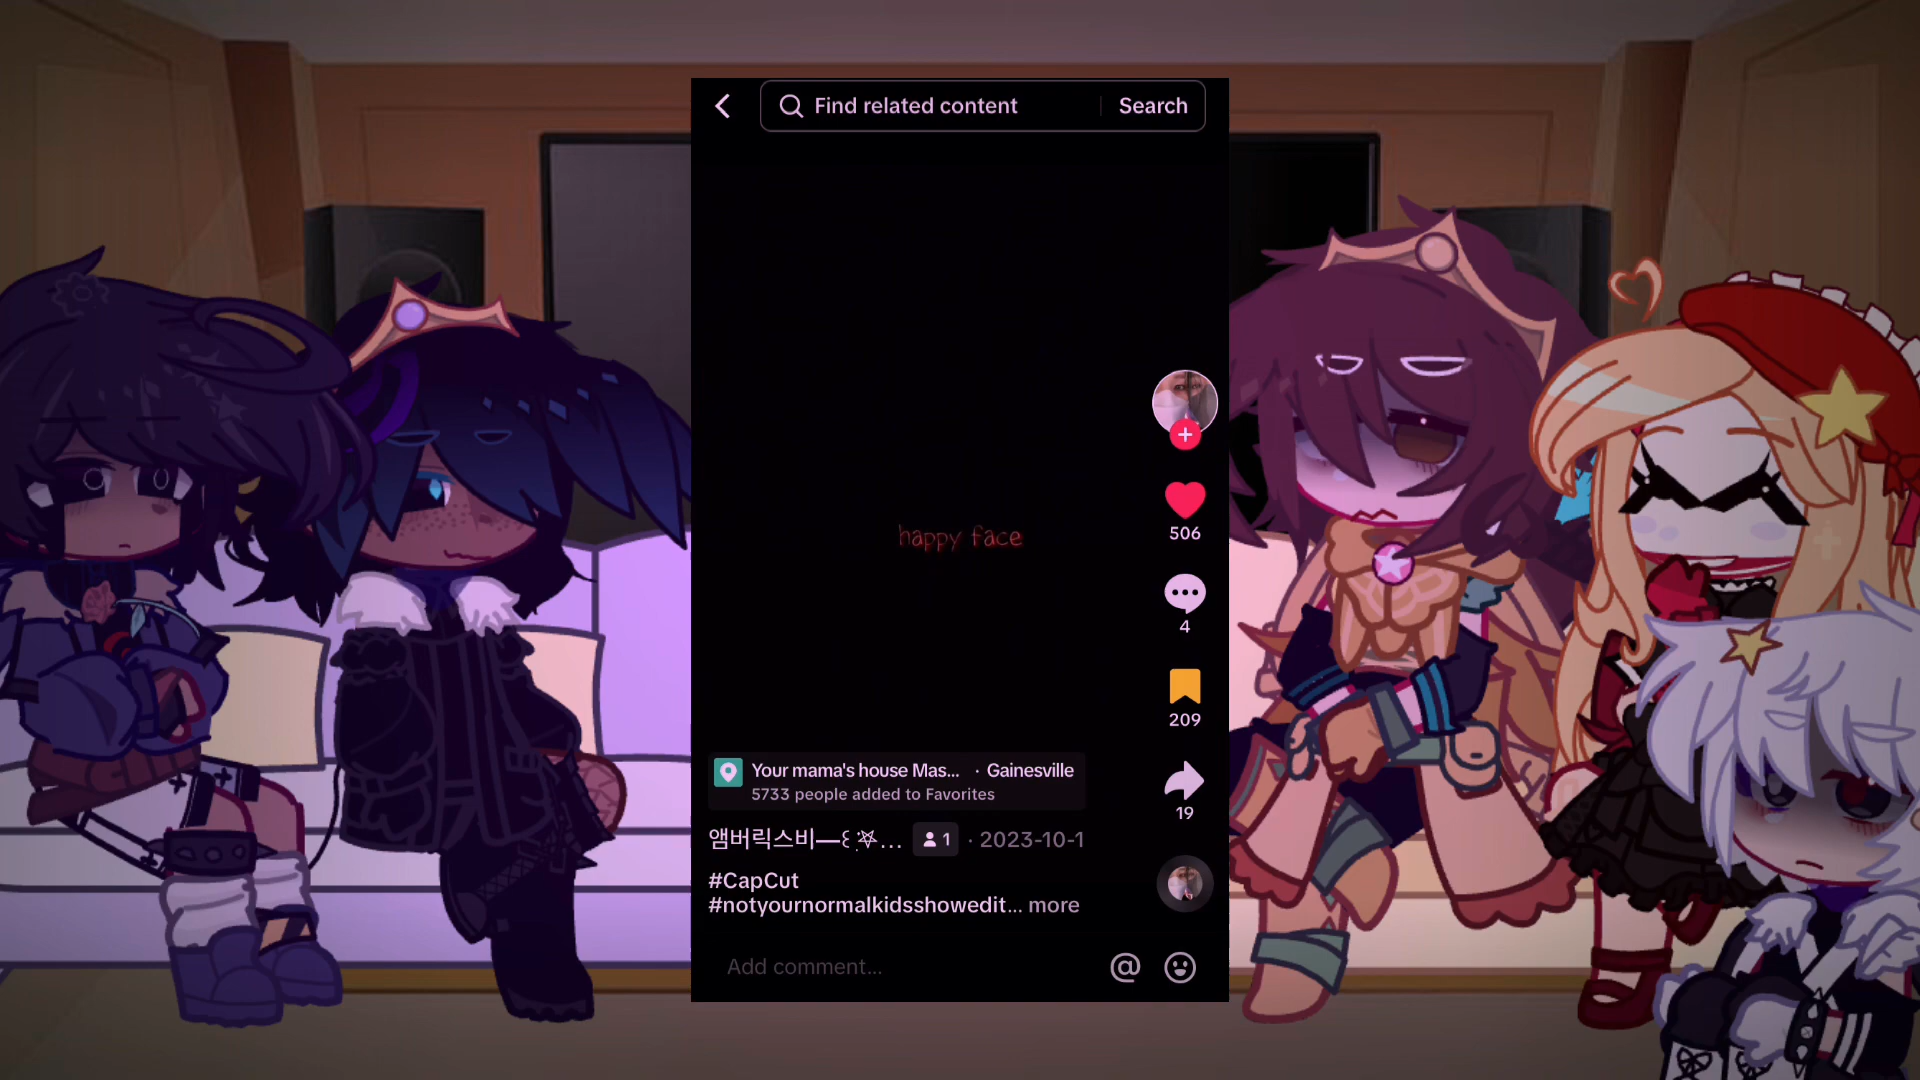 Find related content Search
happy face
506
4
209
19
Your mama's house Mas... · Gainesville
5733 people added to Favorites
앰버릭스비—꒰ ⛧... 1 · 2023-10-1
#CapCut
#notyournormalkidsshowedit... more
Add comment...